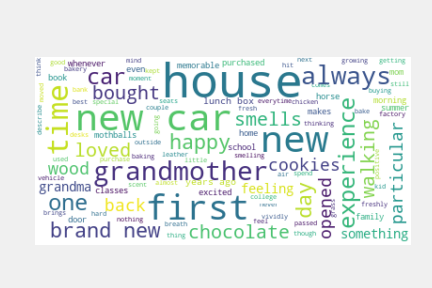 think good whenever mind next growing getting
bakery car even memorable purchased hit always mom
book moment still
best special bought house buying
describe time seats couple fresh everytime chicken makes morning
new car smells horse summer
desks mothballs happy thinking new bake factory
outside home school
loved baking leather smelling cookies experience walking particular
used purchase little
wood grandmother
vehicle scent almost years ago air spend kid
grandma classes excited feeling day opened
brings one hard back first college vividly freshly
door nothing family
brand new breath chocolate feel passed something
thing though
lunch box
going